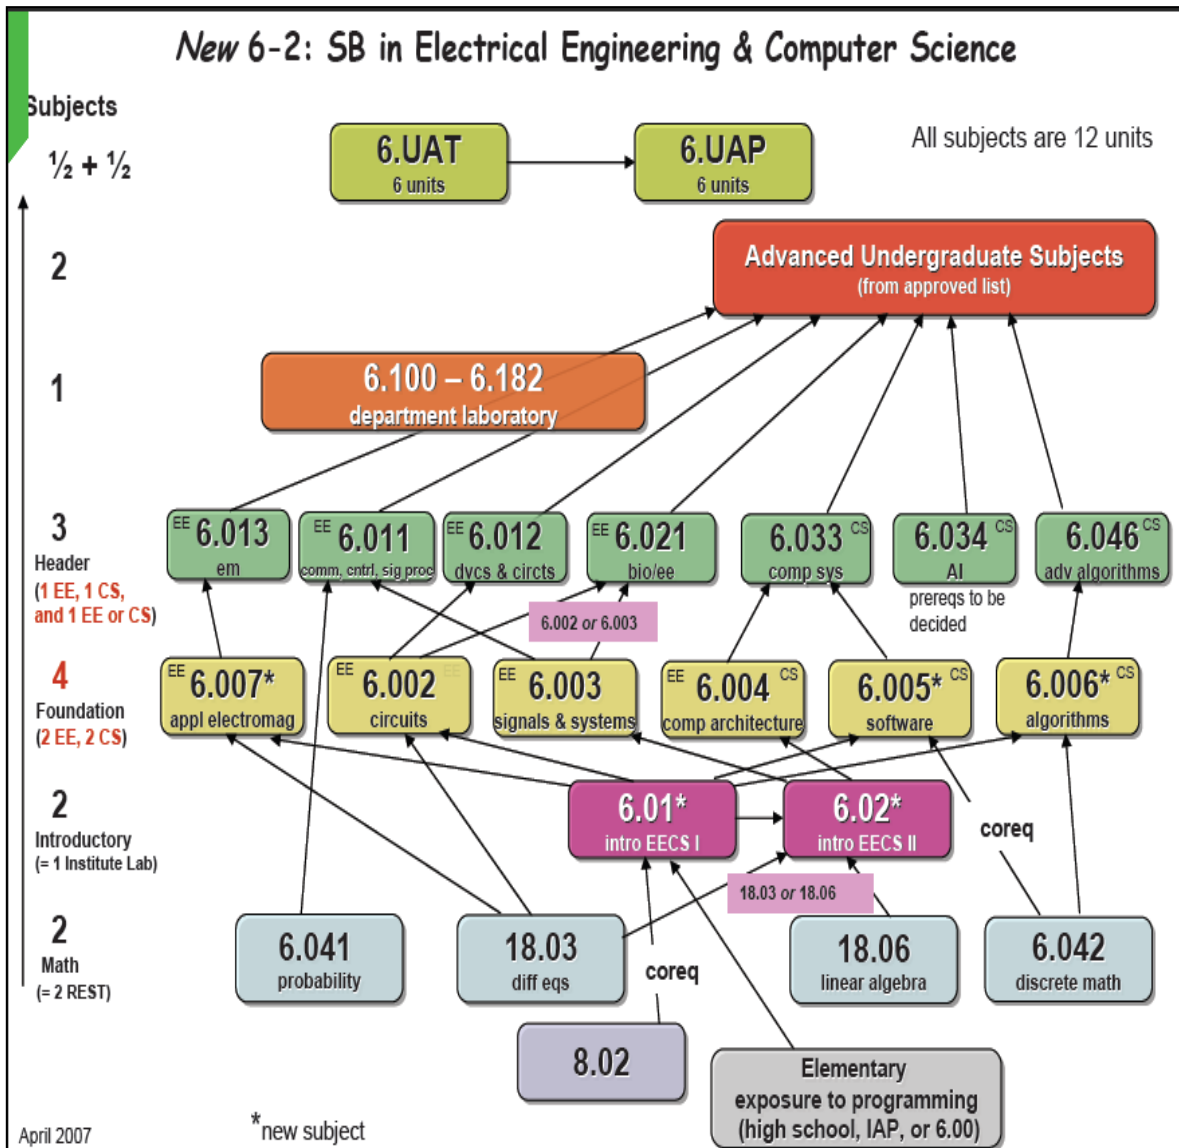 New 6-2: SB in Electrical Engineering & Computer Science
Subjects
½ + ½
6.UAT
6 units
6.UAP
6 units
All subjects are 12 units
2
Advanced Undergraduate Subjects
(from approved list)
1
6.100 – 6.182
department laboratory
3
Header
(1 EE, 1 CS,
and 1 EE or CS)
EE 6.013
em
EE 6.011
comm, cntrl, sig proc
EE 6.012
dvcs & circts
EE 6.021
bio/ee
6.033 CS
comp sys
6.034 CS
AI
prereqs to be
decided
6.046 CS
adv algorithms
6.002 or 6.003
4
Foundation
(2 EE, 2 CS)
EE 6.007*
appl electromag
EE 6.002 EE
circuits
EE 6.003
signals & systems
EE 6.004 CS
comp architecture
6.005* CS
software
6.006* CS
algorithms
2
Introductory
(= 1 Institute Lab)
6.01*
intro EECS I
6.02*
intro EECS II
coreq
18.03 or 18.06
2
Math
(= 2 REST)
6.041
probability
18.03
diff eqs
coreq
18.06
linear algebra
6.042
discrete math
8.02
Elementary
exposure to programming
(high school, IAP, or 6.00)
April 2007
*new subject